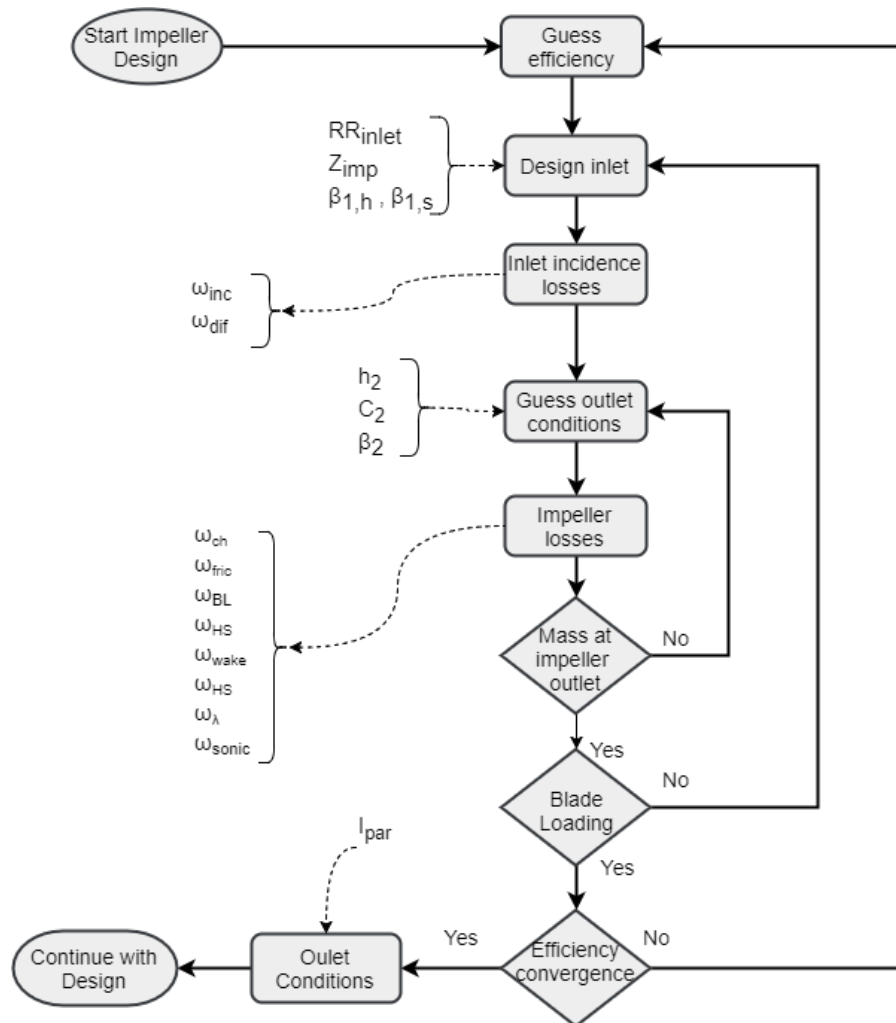 Start Impeller
Design
Guess
efficiency
RRinlet
Zimp
β1,h , β1,s
Design inlet
Inlet incidence
losses
ωinc
ωdif
h2
C2
β2
Guess outlet
conditions
Impeller
losses
ωch
ωfric
ωBL
ωHS
ωwake
ωHS
ωλ
ωsonic
Mass at
impeller
outlet
No
Yes
Blade
Loading
No
Yes
Ipar
Efficiency
convergence
No
Yes
Oulet
Conditions
Continue with
Design